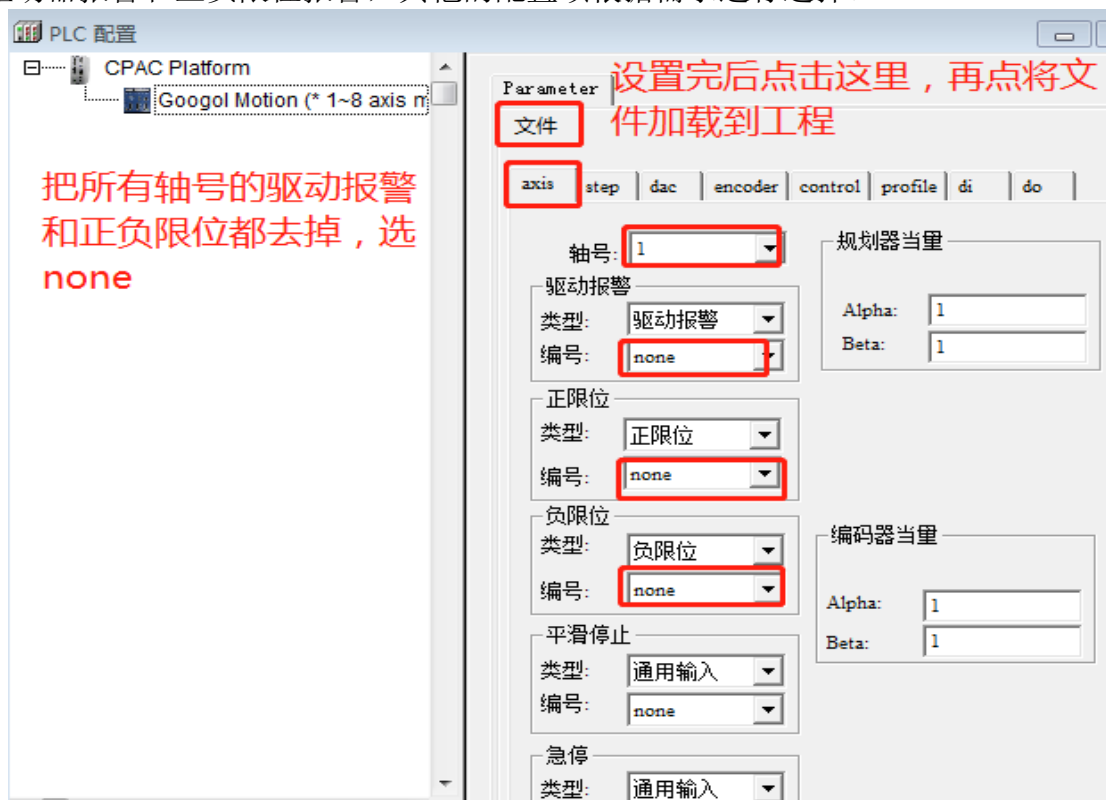 PLC 配置
CPAC Platform
Googol Motion (* 1~8 axis m
把所有轴号的驱动报警
和正负限位都去掉，选
none
Parameter
设置完后点击这里，再点将文
件加载到工程
文件
axis step dac encoder control profile di do
轴号: 1
驱动报警
类型: 驱动报警
编号: none
正限位
类型: 正限位
编号: none
负限位
类型: 负限位
编号: none
平滑停止
类型: 通用输入
编号: none
急停
类型: 通用输入
规划器当量
Alpha: 1
Beta: 1
编码器当量
Alpha: 1
Beta: 1